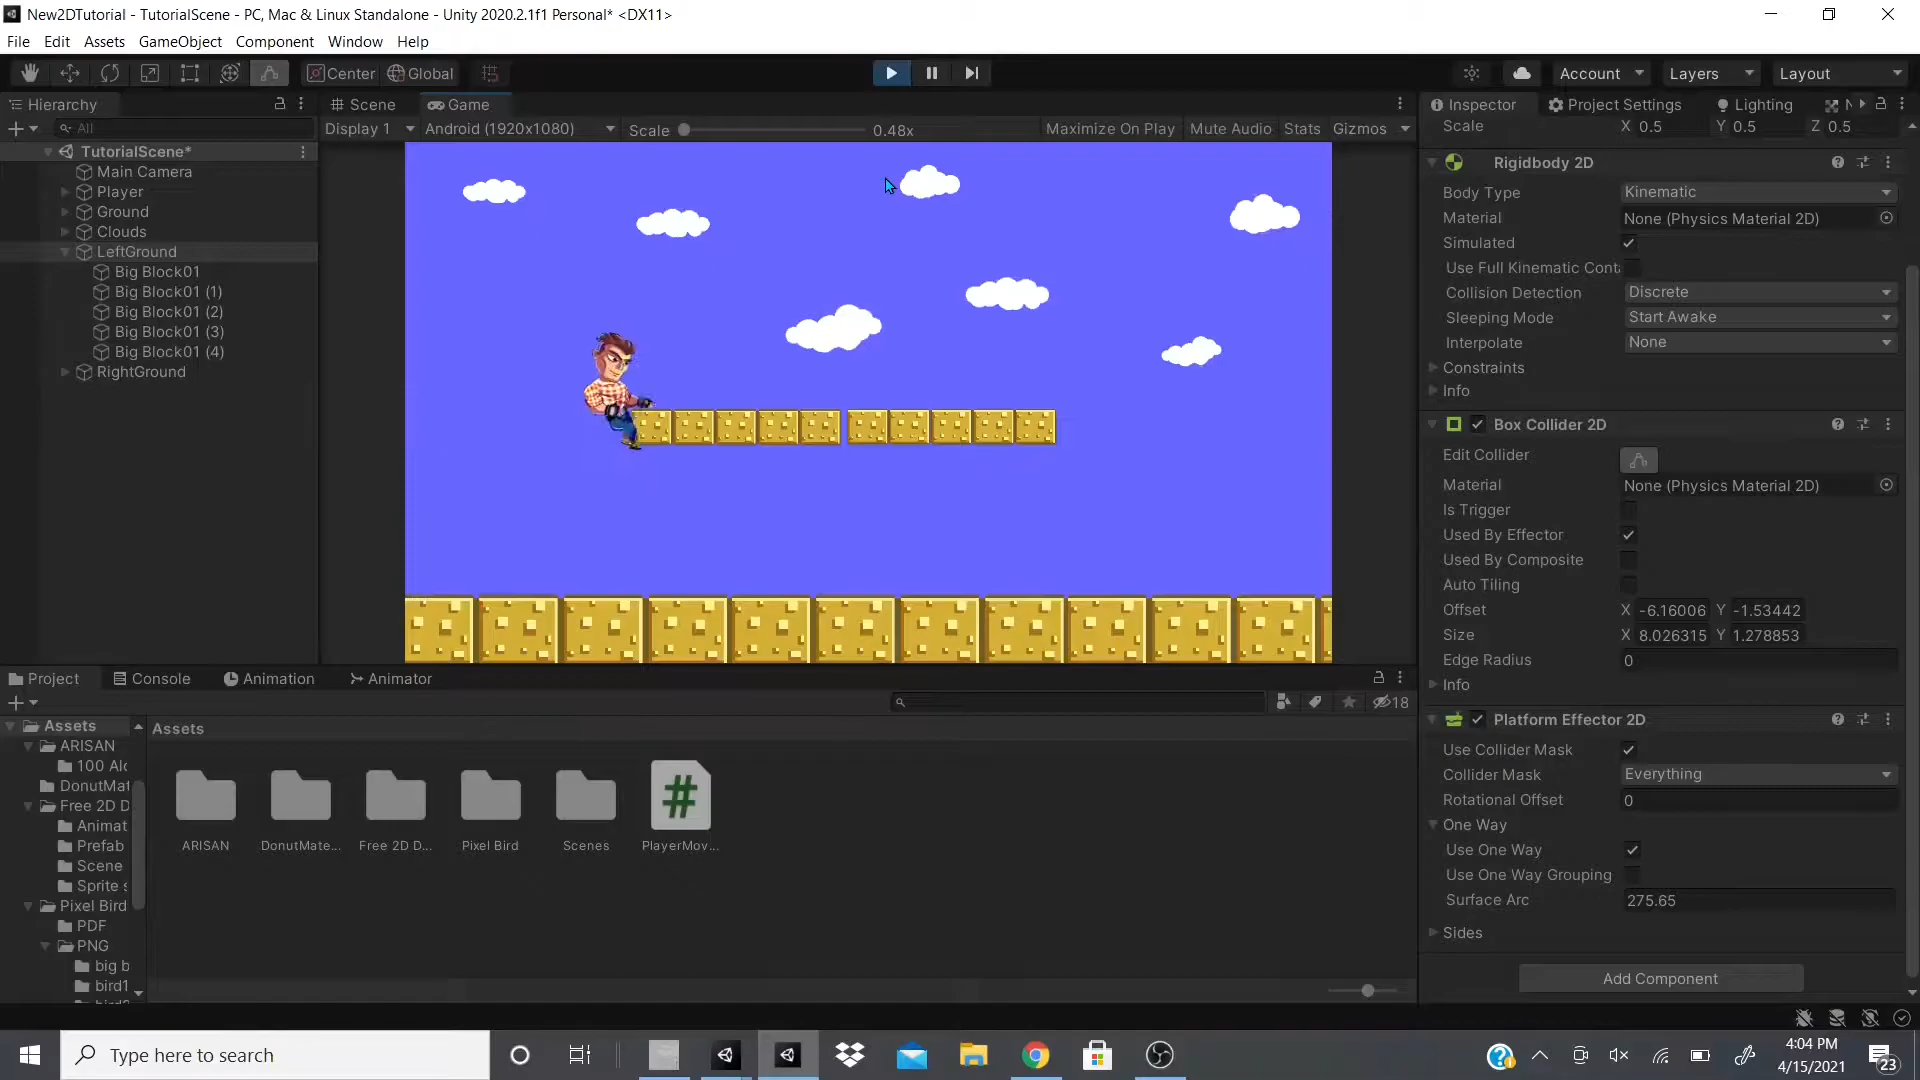 New2DTutorial - TutorialScene - PC, Mac & Linux Standalone - Unity 2020.2.1f1 Personal* <DX11>
File Edit Assets GameObject Component Window Help
Center Global Account Layers Layout
Hierarchy Scene Game Inspector Project Settings Lighting
All Display 1 Android (1920x1080) Scale 0.48x Maximize On Play Mute Audio Stats Gizmos
TutorialScene*
Main Camera
Player
Ground
Clouds
LeftGround
Big Block01
Big Block01 (1)
Big Block01 (2)
Big Block01 (3)
Big Block01 (4)
RightGround
Scale X 0.5 Y 0.5 Z 0.5
Rigidbody 2D
Body Type Kinematic
Material None (Physics Material 2D)
Simulated
Use Full Kinematic Conta
Collision Detection Discrete
Sleeping Mode Start Awake
Interpolate None
Constraints
Info
Box Collider 2D
Edit Collider
Material None (Physics Material 2D)
Is Trigger
Used By Effector
Used By Composite
Auto Tiling
Offset X -6.16006 Y -1.53442
Size X 8.026315 Y 1.278853
Edge Radius 0
Info
Platform Effector 2D
Use Collider Mask
Collider Mask Everything
Rotational Offset 0
One Way
Use One Way
Use One Way Grouping
Surface Arc 275.65
Sides
Add Component
Project Console Animation Animator
18
Assets
ARISAN
DonutMat
Free 2D D
Animat
Prefab
Scene
Sprite s
Pixel Bird
PDF
PNG
big b
bird1
Assets
ARISAN DonutMate... Free 2D D... Pixel Bird Scenes PlayerMov...
Type here to search
4:04 PM
4/15/2021
23